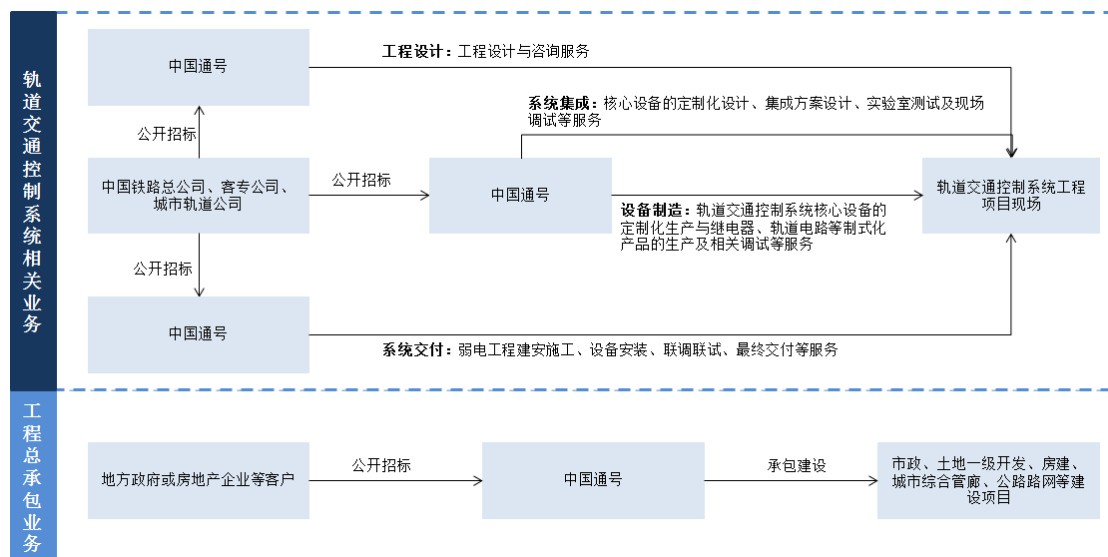 轨道交通控制系统相关业务
中国通号
工程设计：工程设计与咨询服务
系统集成：核心设备的定制化设计、集成方案设计、实验室测试及现场
调试等服务
公开招标
中国铁路总公司、客专公司、
城市轨道公司
公开招标
中国通号
轨道交通控制系统工程
项目现场
设备制造：轨道交通控制系统核心设备的
定制化生产与继电器、轨道电路等制式化
产品的生产及相关调试等服务
公开招标
中国通号
系统交付：弱电工程建安施工、设备安装、联调联试、最终交付等服务
工程总承包业务
地方政府或房地产企业等客户
公开招标
中国通号
承包建设
市政、土地一级开发、房建、
城市综合管廊、公路路网等建
设项目